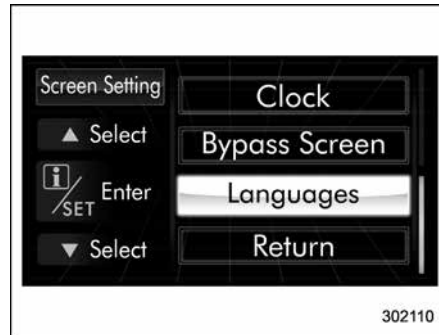 Screen Setting
▲ Select
i/SET Enter
▼ Select
Clock
Bypass Screen
Languages
Return
302110